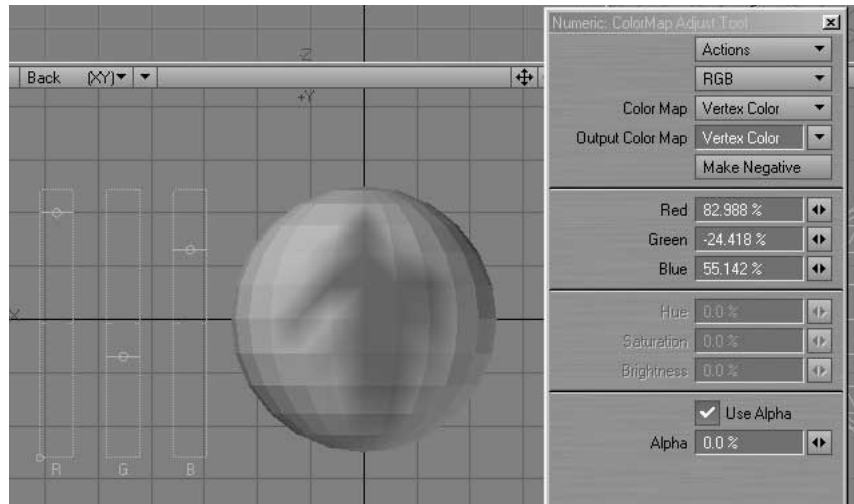 -Z
Back (XY)
+Y
X
R G B
Numeric: ColorMap Adjust Tool
Actions
RGB
Color Map Vertex Color
Output Color Map Vertex Color
Make Negative
Red 82.988 %
Green -24.418 %
Blue 55.142 %
Hue 0.0 %
Saturation 0.0 %
Brightness 0.0 %
Use Alpha
Alpha 0.0 %